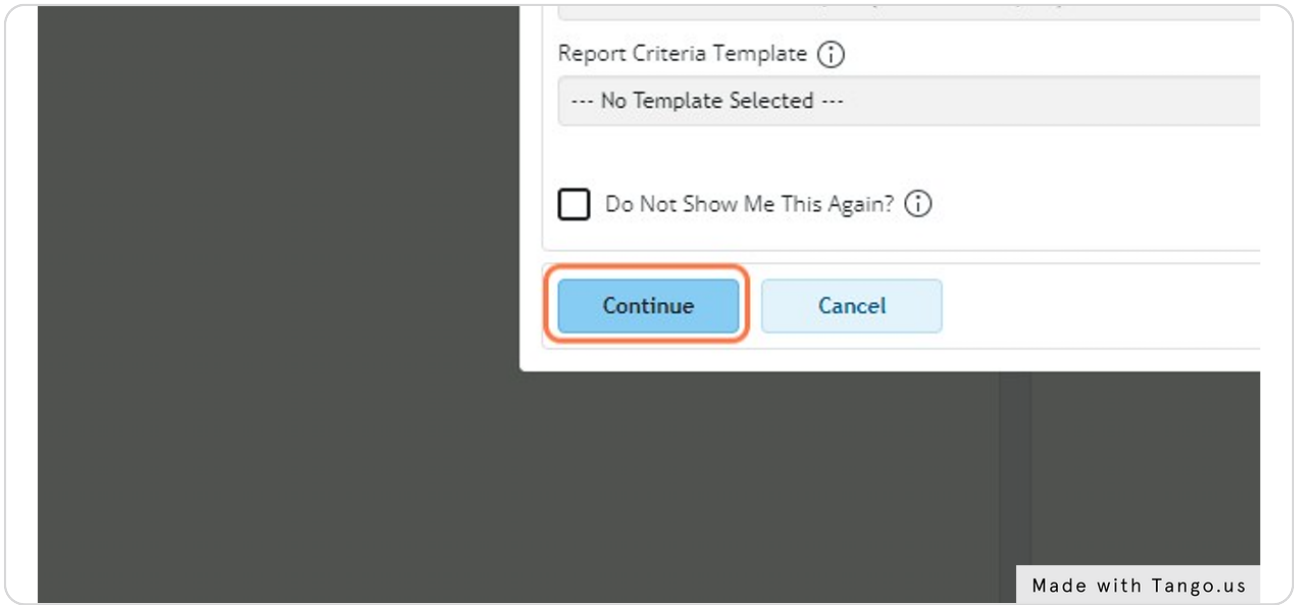 Report Criteria Template
--- No Template Selected ---
Do Not Show Me This Again?
Continue
Cancel
Made with Tango.us